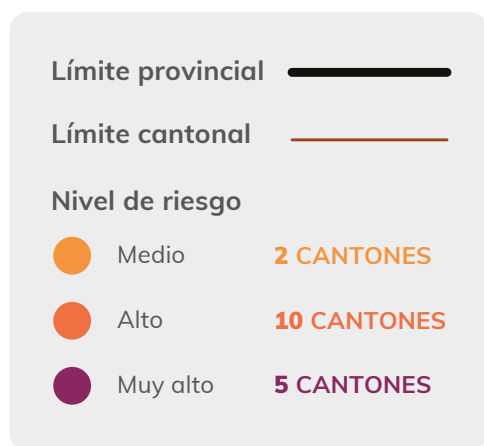 Límite provincial
Límite cantonal
Nivel de riesgo
Medio 2 CANTONES
Alto 10 CANTONES
Muy alto 5 CANTONES